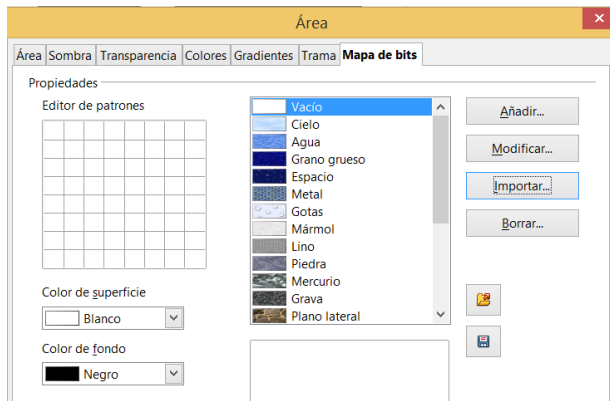 Área
Área Sombra Transparencia Colores Gradientes Trama Mapa de bits
Propiedades
Editor de patrones
Vacío
Cielo
Agua
Grano grueso
Espacio
Metal
Gotas
Mármol
Lino
Piedra
Mercurio
Grava
Plano lateral
Añadir...
Modificar...
Importar...
Borrar...
Color de superficie
Blanco
Color de fondo
Negro